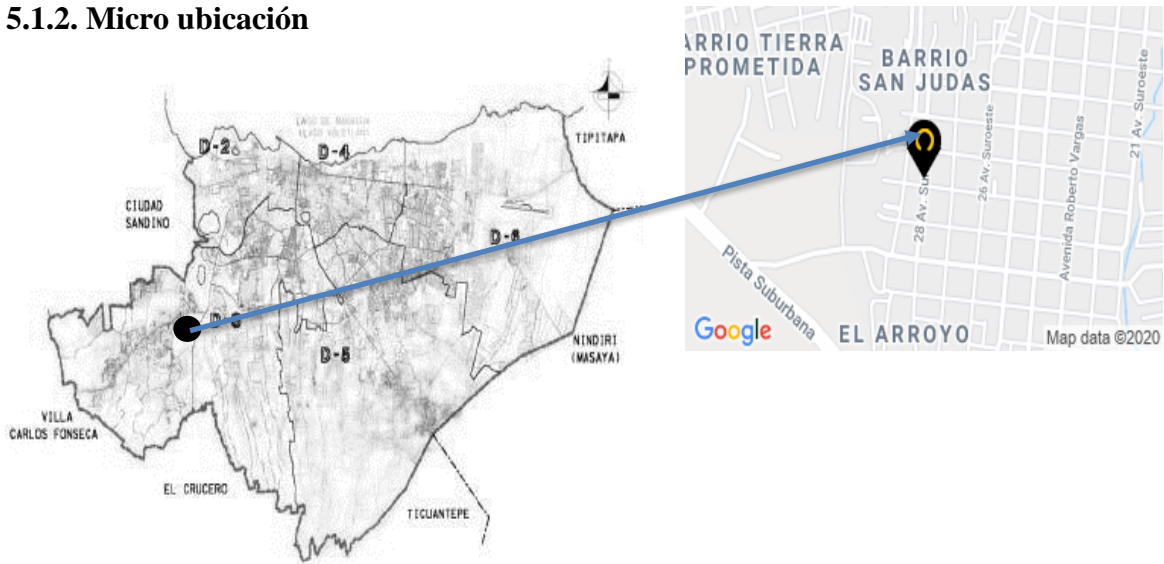 5.1.2. Micro ubicación
TIPITAPA
D-2
D-4
CIUDAD
SANDINO
D-6
D-3
D-5
NINDIRI
(MASAYA)
VILLA
CARLOS FONSECA
EL CRUCERO
TICUANTEPE
ARRIO TIERRA
PROMETIDA
BARRIO
SAN JUDAS
21 Av. Suroeste
26 Av. Suroeste
28 Av. Su
Avenida Roberto Vargas
Pista Suburbana
Google
EL ARROYO
Map data ©2020